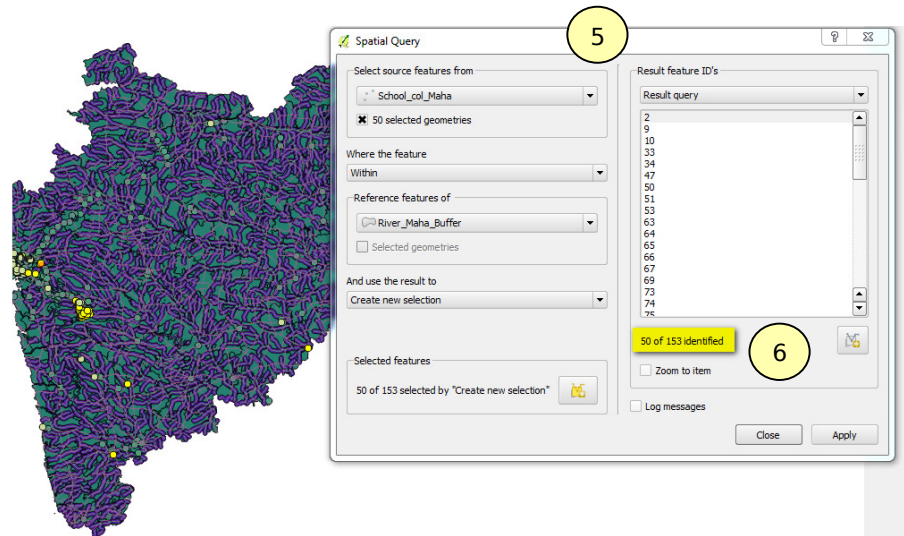 5
Spatial Query
Select source features from
School_col_Maha
50 selected geometries
Where the feature
Within
Reference features of
River_Maha_Buffer
Selected geometries
And use the result to
Create new selection
Selected features
50 of 153 selected by "Create new selection"
Result feature ID's
Result query
2
9
10
33
34
47
50
51
53
63
64
65
66
67
69
73
74
75
50 of 153 identified
6
Zoom to item
Log messages
Close
Apply